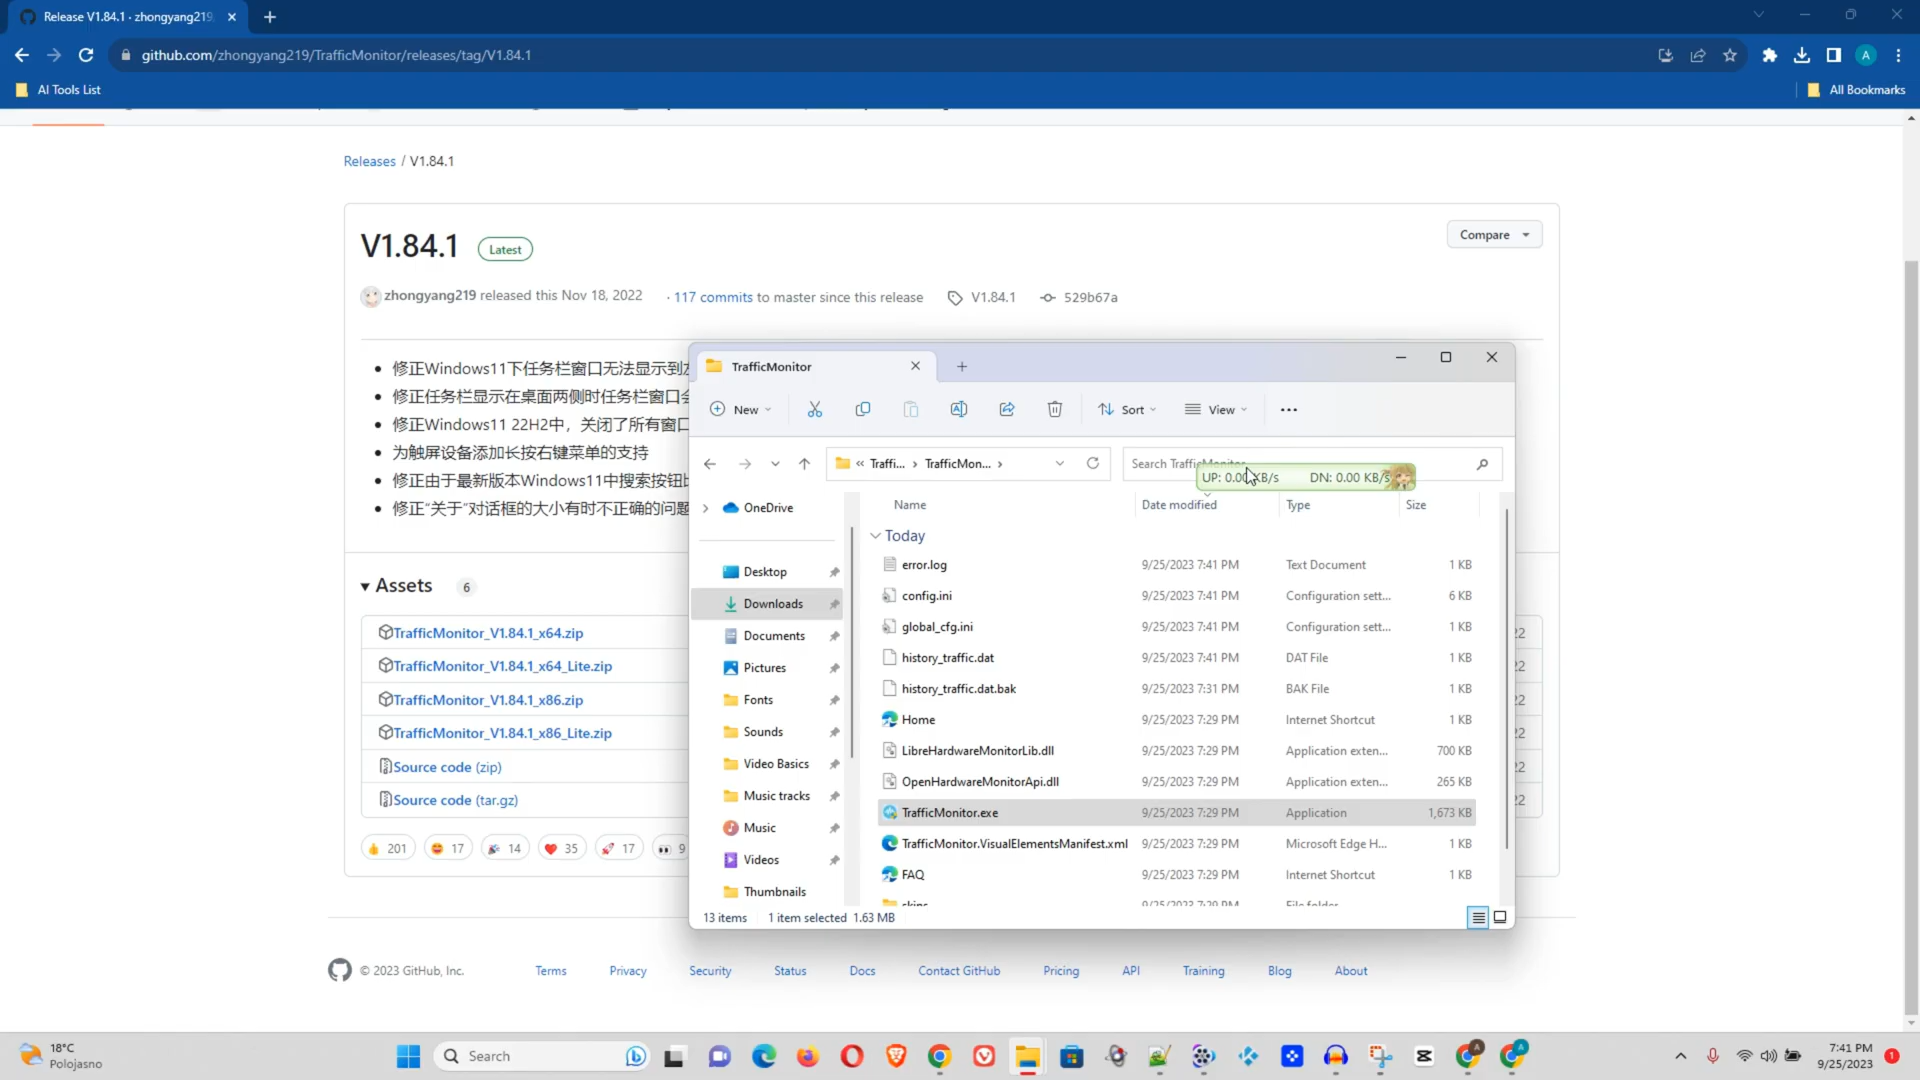 Release V1.84.1 · zhongyang219
github.com/zhongyang219/TrafficMonitor/releases/tag/V1.84.1
A
AI Tools List
All Bookmarks
Releases / V1.84.1
V1.84.1 Latest
Compare
zhongyang219 released this Nov 18, 2022 · 117 commits to master since this release V1.84.1 529b67a
修正Windows11下任务栏窗口无法显示到
修正任务栏显示在桌面两侧时任务栏窗口
修正Windows11 22H2中，关闭了所有窗口
为触屏设备添加长按右键菜单的支持
修正由于最新版本Windows11中搜索按钮
修正“关于”对话框的大小有时不正确的问题
Assets 6
TrafficMonitor_V1.84.1_x64.zip
TrafficMonitor_V1.84.1_x64_Lite.zip
TrafficMonitor_V1.84.1_x86.zip
TrafficMonitor_V1.84.1_x86_Lite.zip
Source code (zip)
Source code (tar.gz)
201 17 14 35 17 9
TrafficMonitor
New Sort View
« Traffi... › TrafficMon... ›
Search
UP: 0.00 KB/s DN: 0.00 KB/s
OneDrive
Desktop
Downloads
Documents
Pictures
Fonts
Sounds
Video Basics
Music tracks
Music
Videos
Thumbnails
Name Date modified Type Size
Today
error.log 9/25/2023 7:41 PM Text Document 1 KB
config.ini 9/25/2023 7:41 PM Configuration sett... 6 KB
global_cfg.ini 9/25/2023 7:41 PM Configuration sett... 1 KB
history_traffic.dat 9/25/2023 7:41 PM DAT File 1 KB
history_traffic.dat.bak 9/25/2023 7:31 PM BAK File 1 KB
Home 9/25/2023 7:29 PM Internet Shortcut 1 KB
LibreHardwareMonitorLib.dll 9/25/2023 7:29 PM Application exten... 700 KB
OpenHardwareMonitorApi.dll 9/25/2023 7:29 PM Application exten... 265 KB
TrafficMonitor.exe 9/25/2023 7:29 PM Application 1,673 KB
TrafficMonitor.VisualElementsManifest.xml 9/25/2023 7:29 PM Microsoft Edge H... 1 KB
FAQ 9/25/2023 7:29 PM Internet Shortcut 1 KB
skins 9/25/2023 7:29 PM File folder
13 items 1 item selected 1.63 MB
© 2023 GitHub, Inc. Terms Privacy Security Status Docs Contact GitHub Pricing API Training Blog About
18°C
Polojasno
Search
7:41 PM
9/25/2023
1